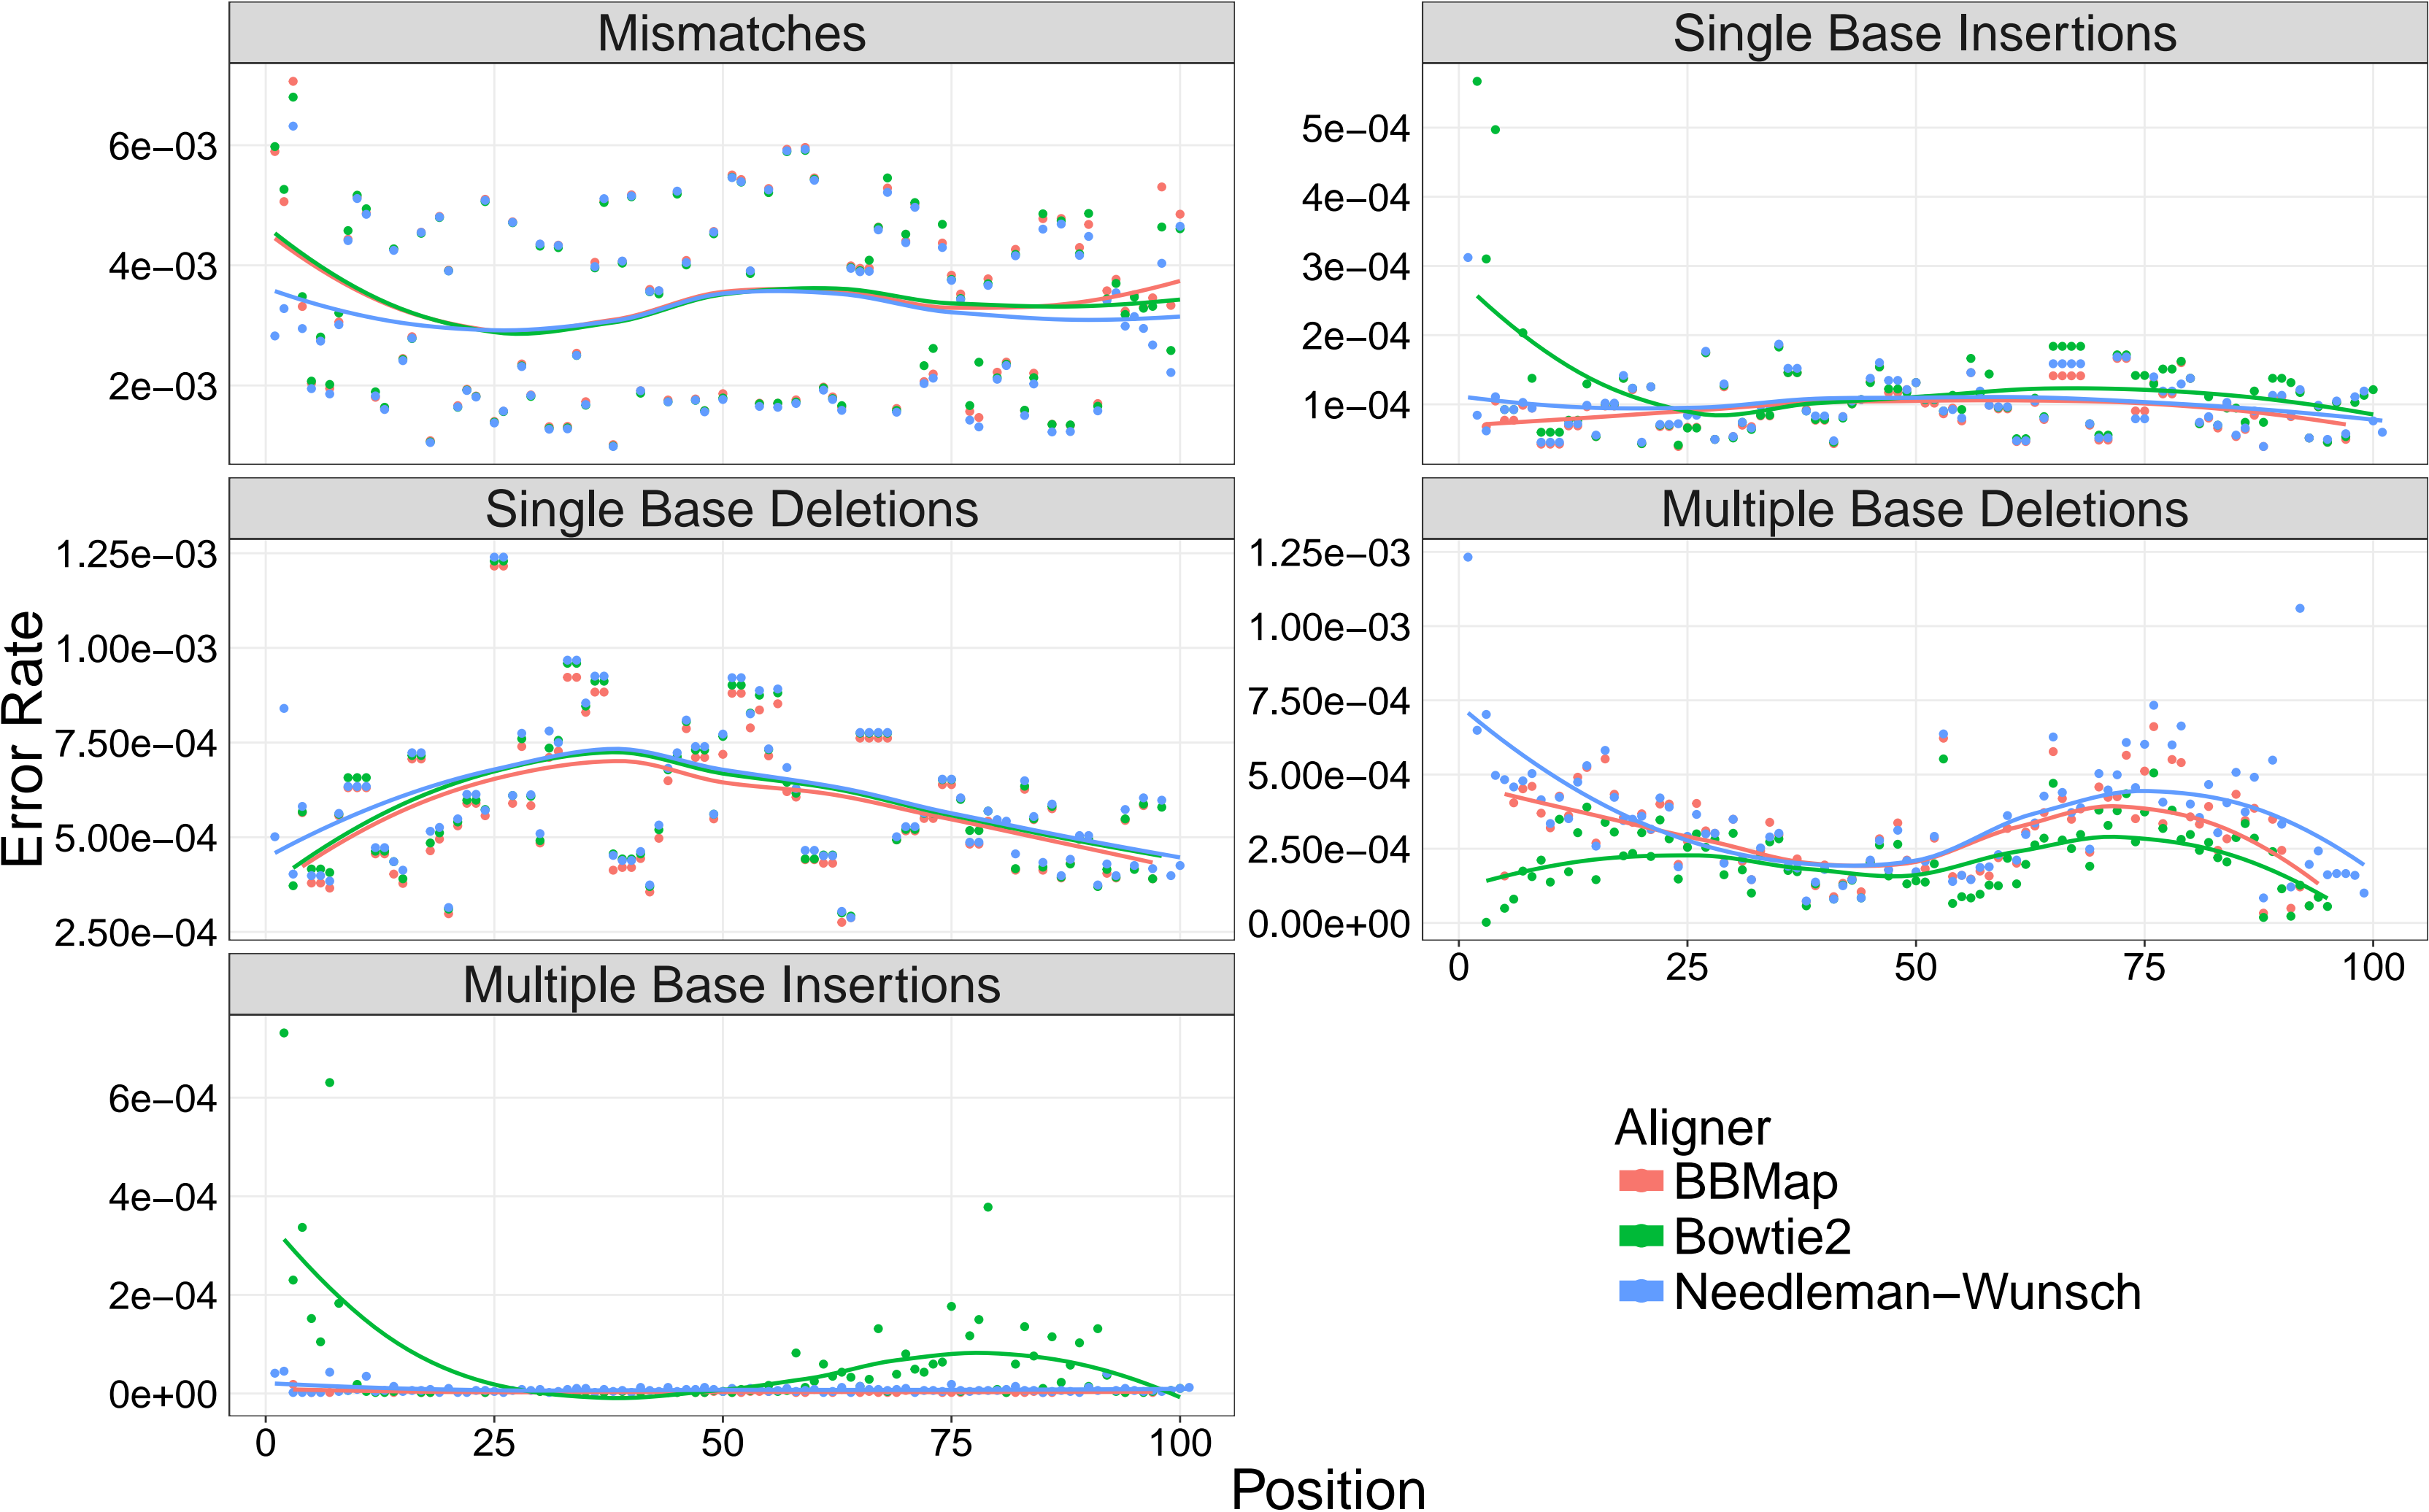 Mismatches
6e−03
4e−03
2e−03
Single Base Insertions
5e−04
4e−04
3e−04
2e−04
1e−04
Error Rate
Single Base Deletions
1.25e−03
1.00e−03
7.50e−04
5.00e−04
2.50e−04
Multiple Base Deletions
1.25e−03
1.00e−03
7.50e−04
5.00e−04
2.50e−04
0.00e+00
0 25 50 75 100
Multiple Base Insertions
6e−04
4e−04
2e−04
0e+00
0 25 50 75 100
Aligner
BBMap
Bowtie2
Needleman−Wunsch
Position